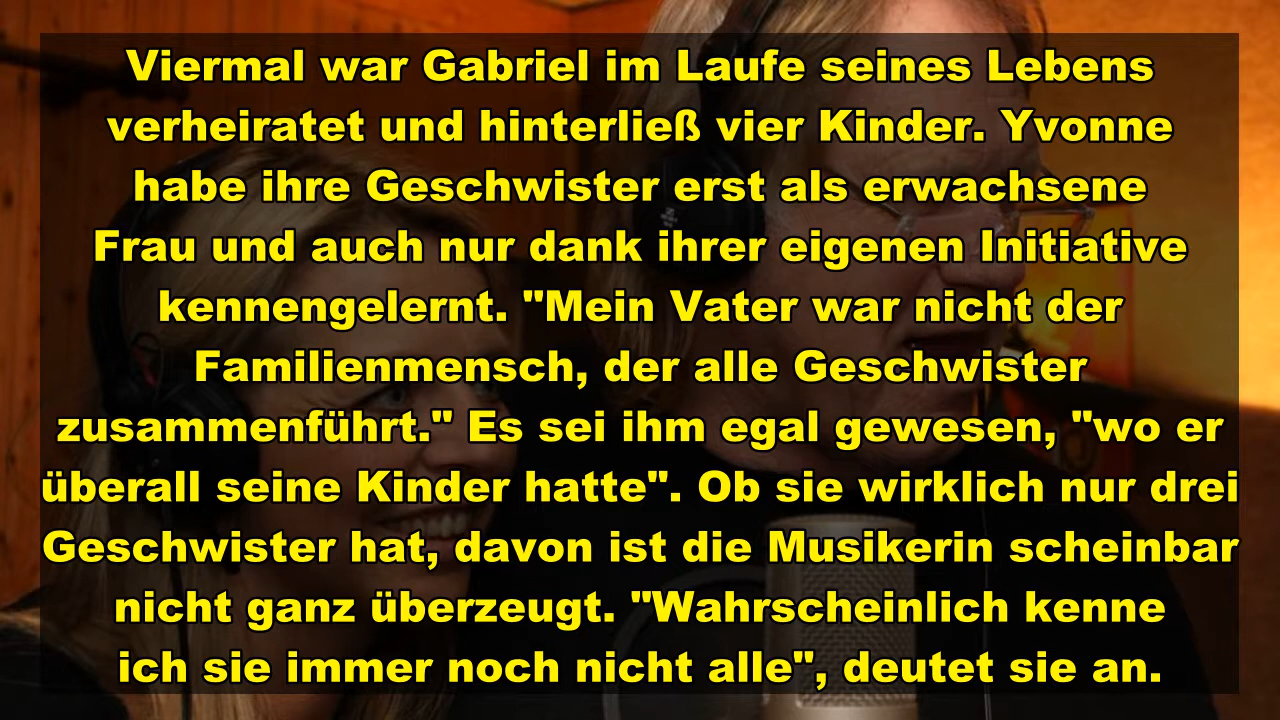 Viermal war Gabriel im Laufe seines Lebens
verheiratet und hinterließ vier Kinder. Yvonne
habe ihre Geschwister erst als erwachsene
Frau und auch nur dank ihrer eigenen Initiative
kennengelernt. "Mein Vater war nicht der
Familienmensch, der alle Geschwister
zusammenführt." Es sei ihm egal gewesen, "wo er
überall seine Kinder hatte". Ob sie wirklich nur drei
Geschwister hat, davon ist die Musikerin scheinbar
nicht ganz überzeugt. "Wahrscheinlich kenne
ich sie immer noch nicht alle", deutet sie an.